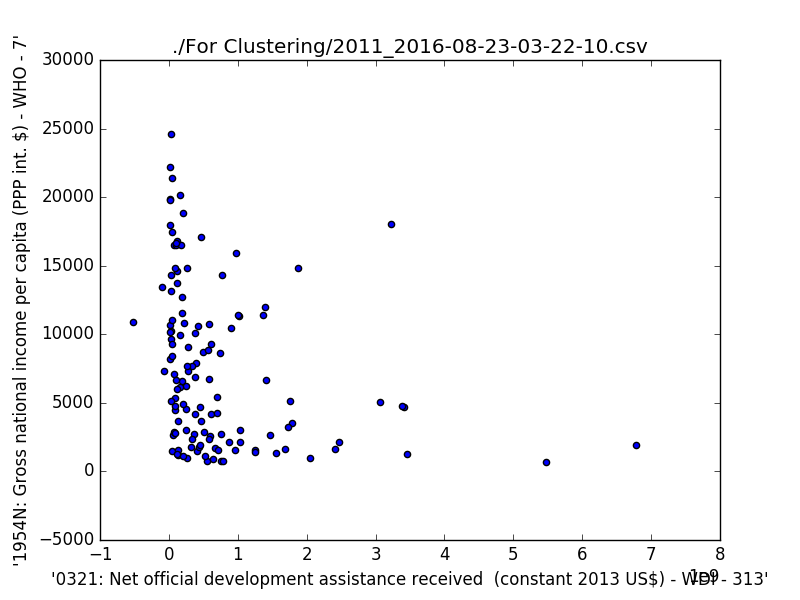 ./For Clustering/2011_2016-08-23-03-22-10.csv
'1954N: Gross national income per capita (PPP int. $) - WHO - 7'
30000
25000
20000
15000
10000
5000
0
−5000
−1 0 1 2 3 4 5 6 7 8
1e9
'0321: Net official development assistance received (constant 2013 US$) - WDI - 313'